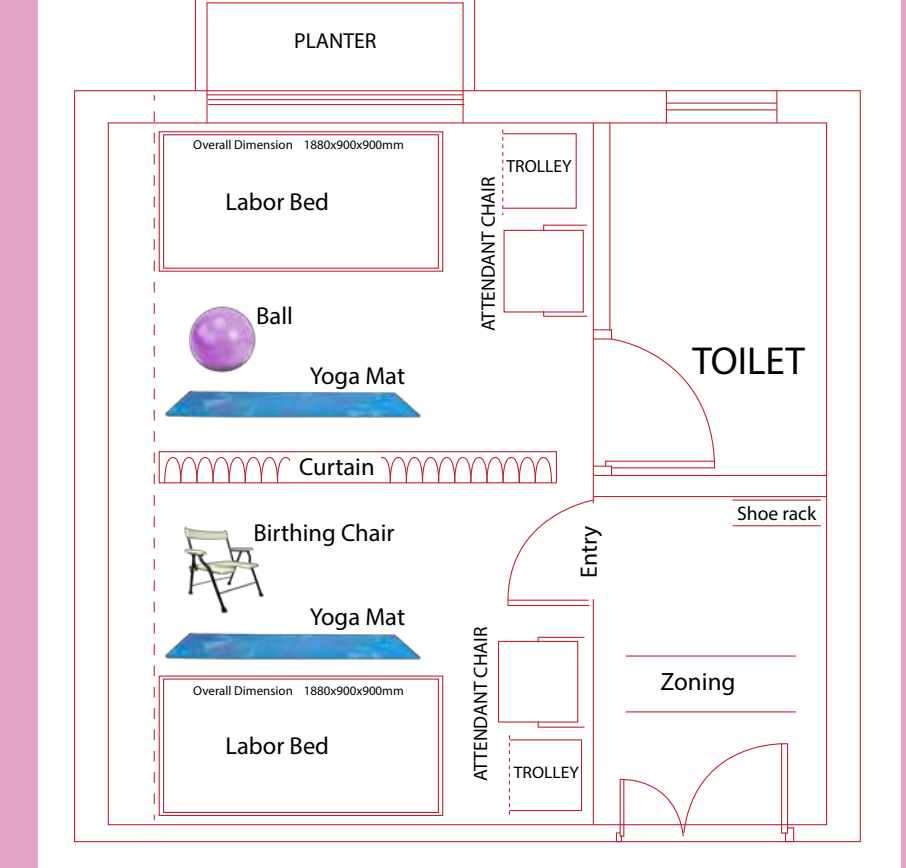 PLANTER
Overall Dimension 1880x900x900mm
Labor Bed
TROLLEY
ATTENDANT CHAIR
Ball
Yoga Mat
TOILET
Curtain
Shoe rack
Birthing Chair
Entry
Yoga Mat
ATTENDANT CHAIR
Zoning
Overall Dimension 1880x900x900mm
Labor Bed
TROLLEY